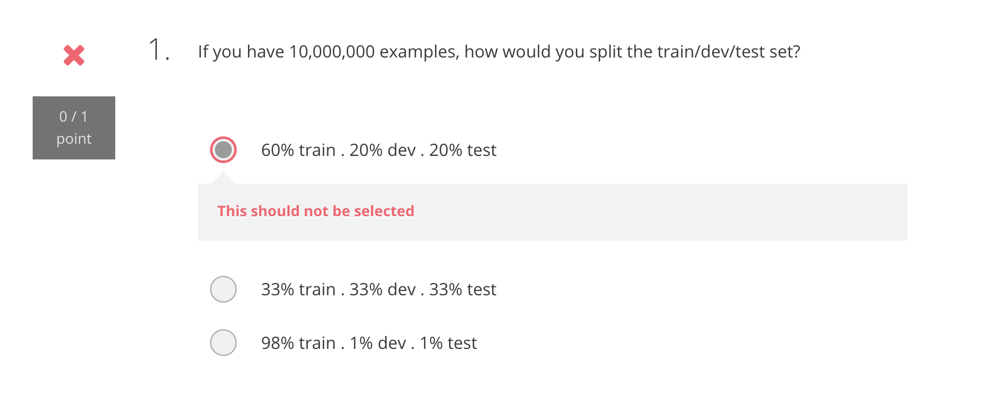 1. If you have 10,000,000 examples, how would you split the train/dev/test set?
0 / 1
point
60% train . 20% dev . 20% test
This should not be selected
33% train . 33% dev . 33% test
98% train . 1% dev . 1% test